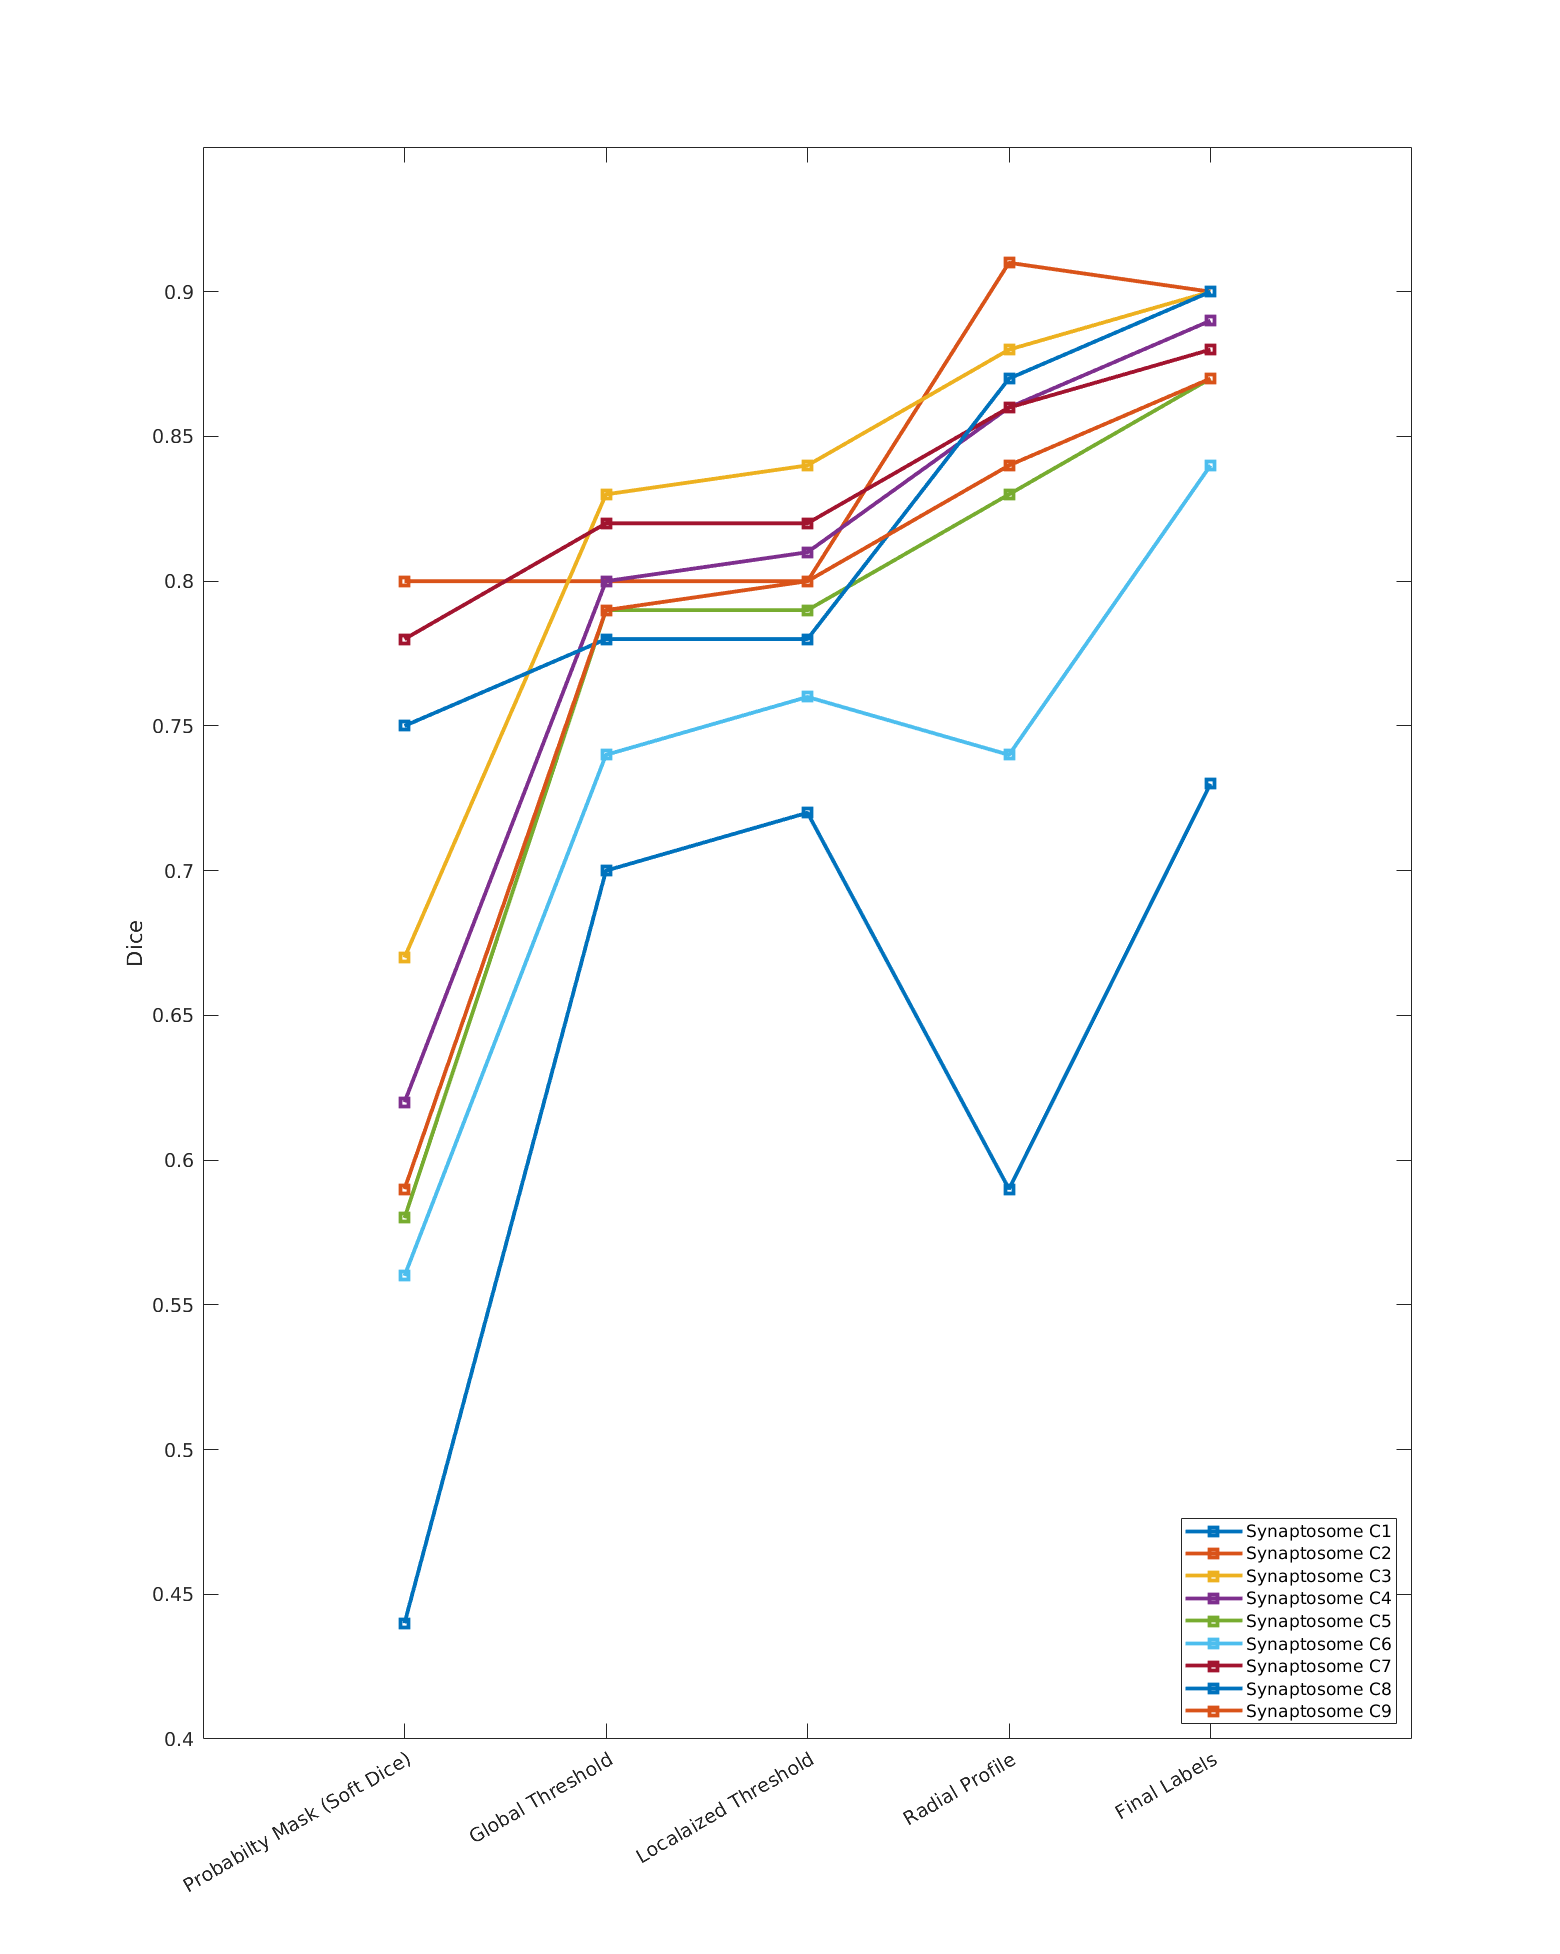 0.9
0.85
0.8
0.75
0.7
0.65
0.6
0.55
0.5
0.45
0.4
Dice
Synaptosome C1
Synaptosome C2
Synaptosome C3
Synaptosome C4
Synaptosome C5
Synaptosome C6
Synaptosome C7
Synaptosome C8
Synaptosome C9
Probabilty Mask (Soft Dice)
Global Threshold
Localaized Threshold
Radial Profile
Final Labels